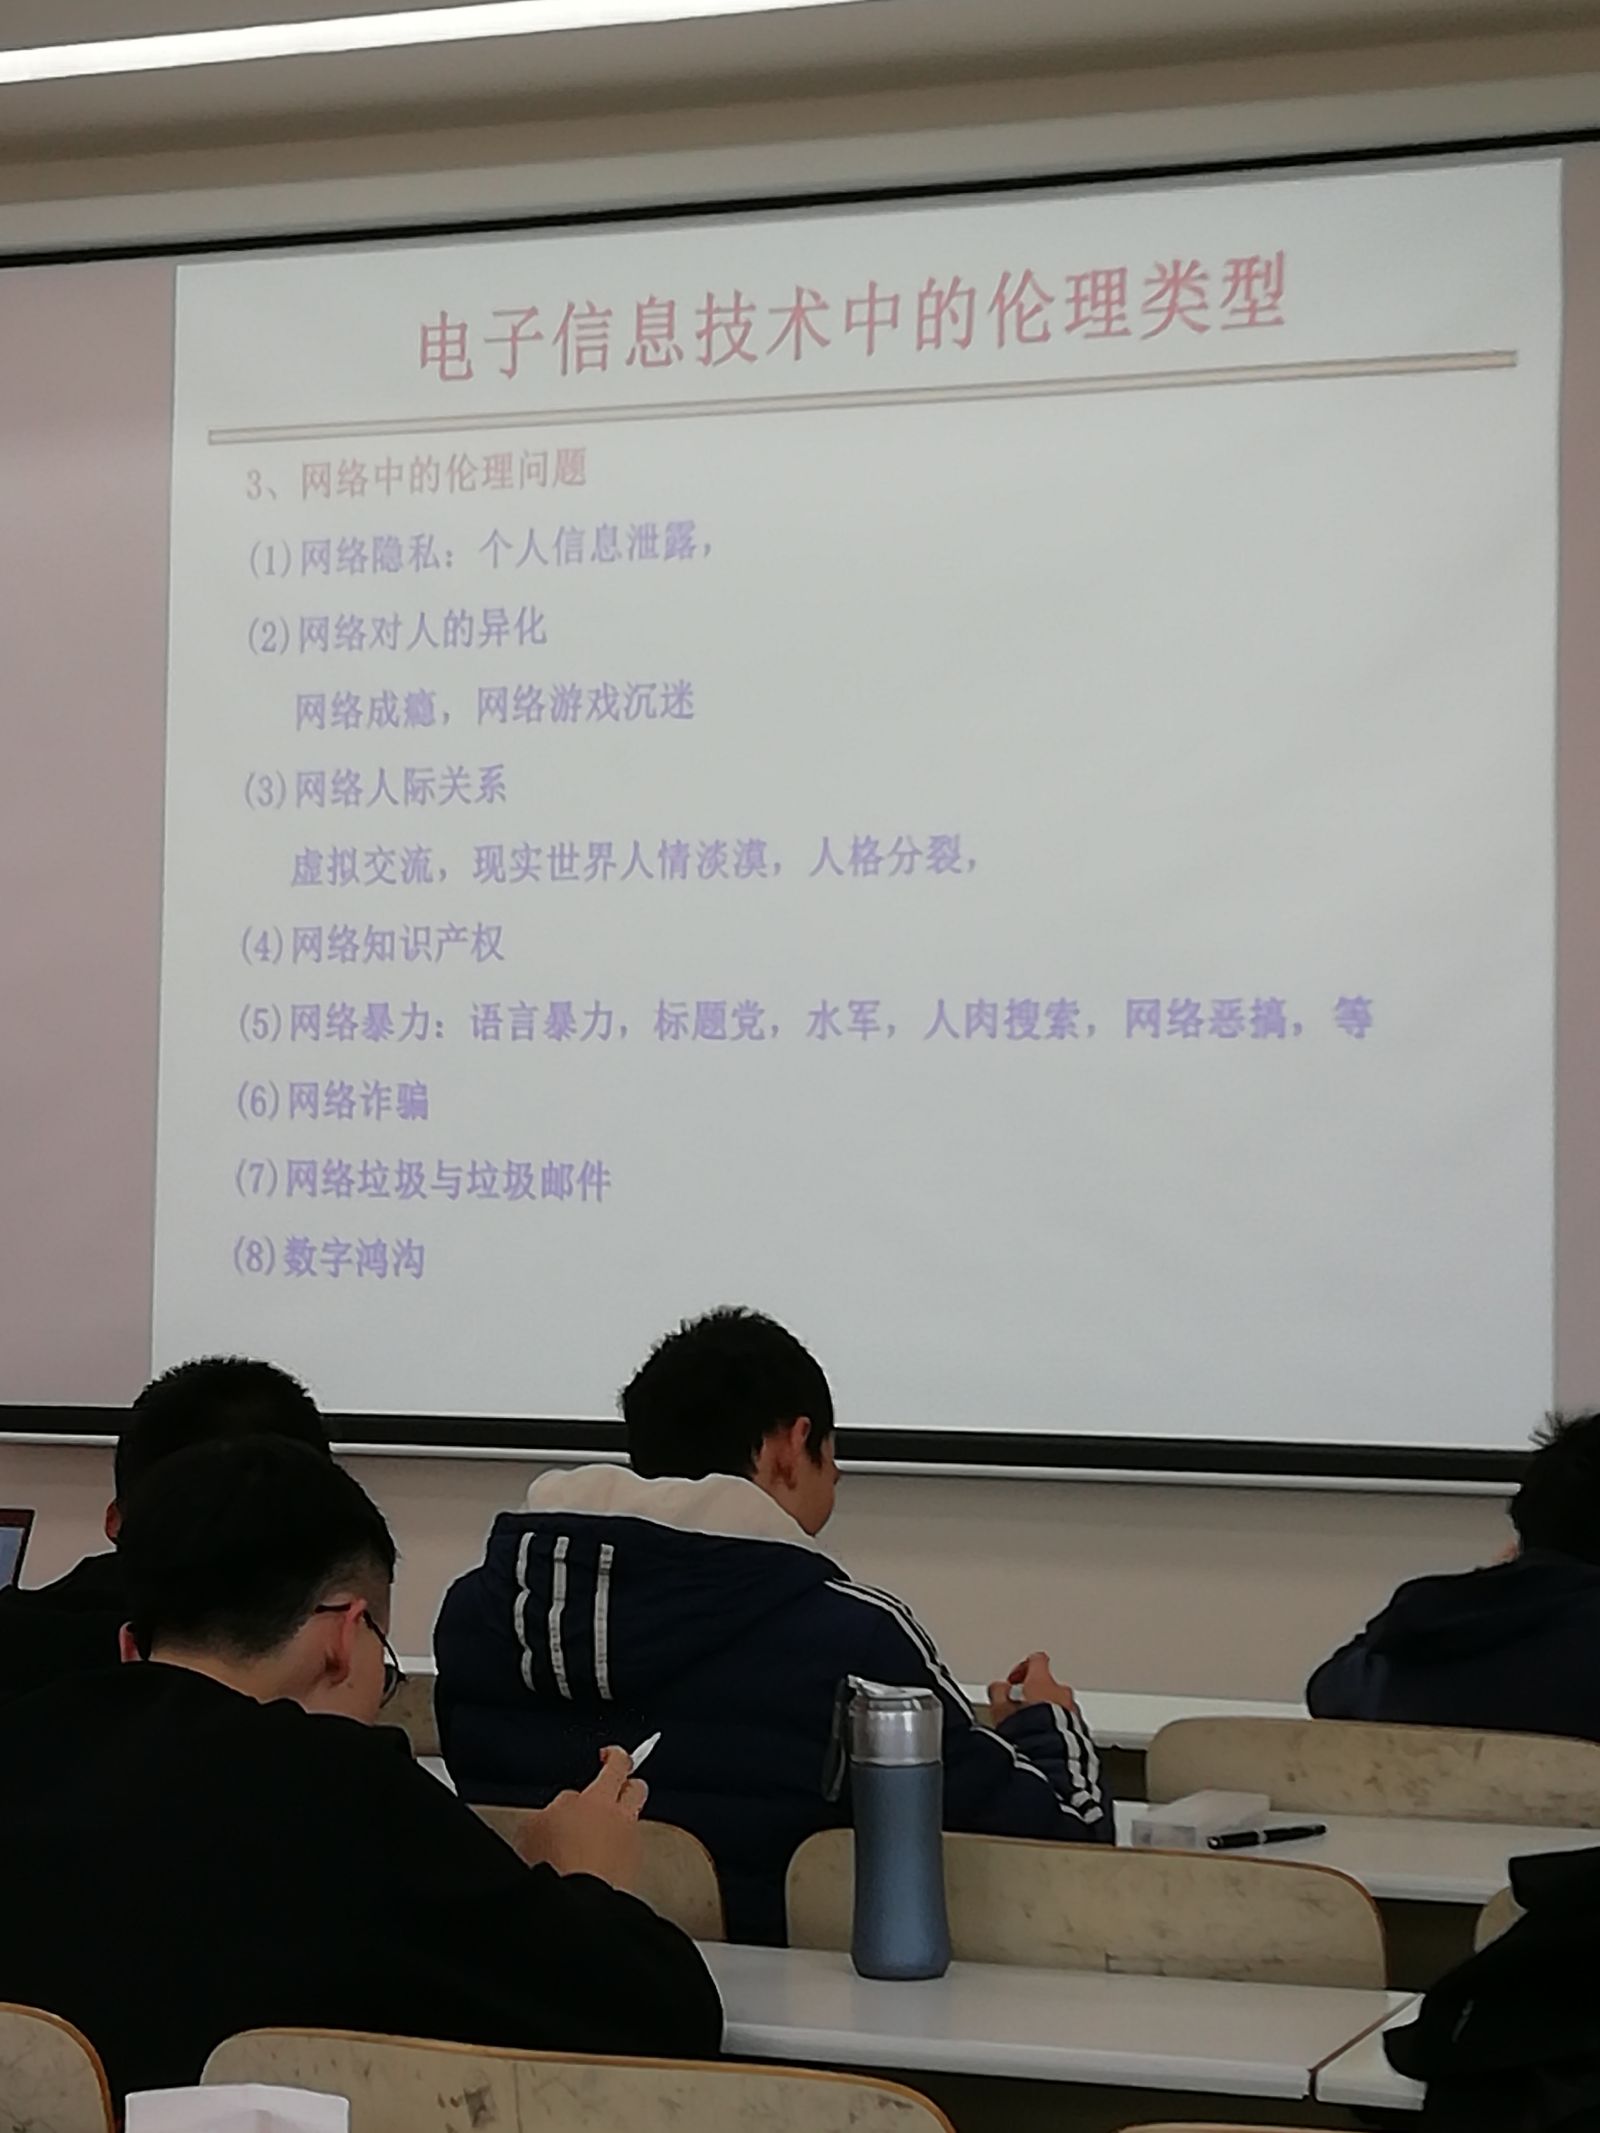 电子信息技术中的伦理类型
3、网络中的伦理问题
(1)网络隐私：个人信息泄露，
(2)网络对人的异化
网络成瘾，网络游戏沉迷
(3)网络人际关系
虚拟交流，现实世界人情淡漠，人格分裂，
(4)网络知识产权
(5)网络暴力：语言暴力，标题党，水军，人肉搜索，网络恶搞，等
(6)网络诈骗
(7)网络垃圾与垃圾邮件
(8)数字鸿沟